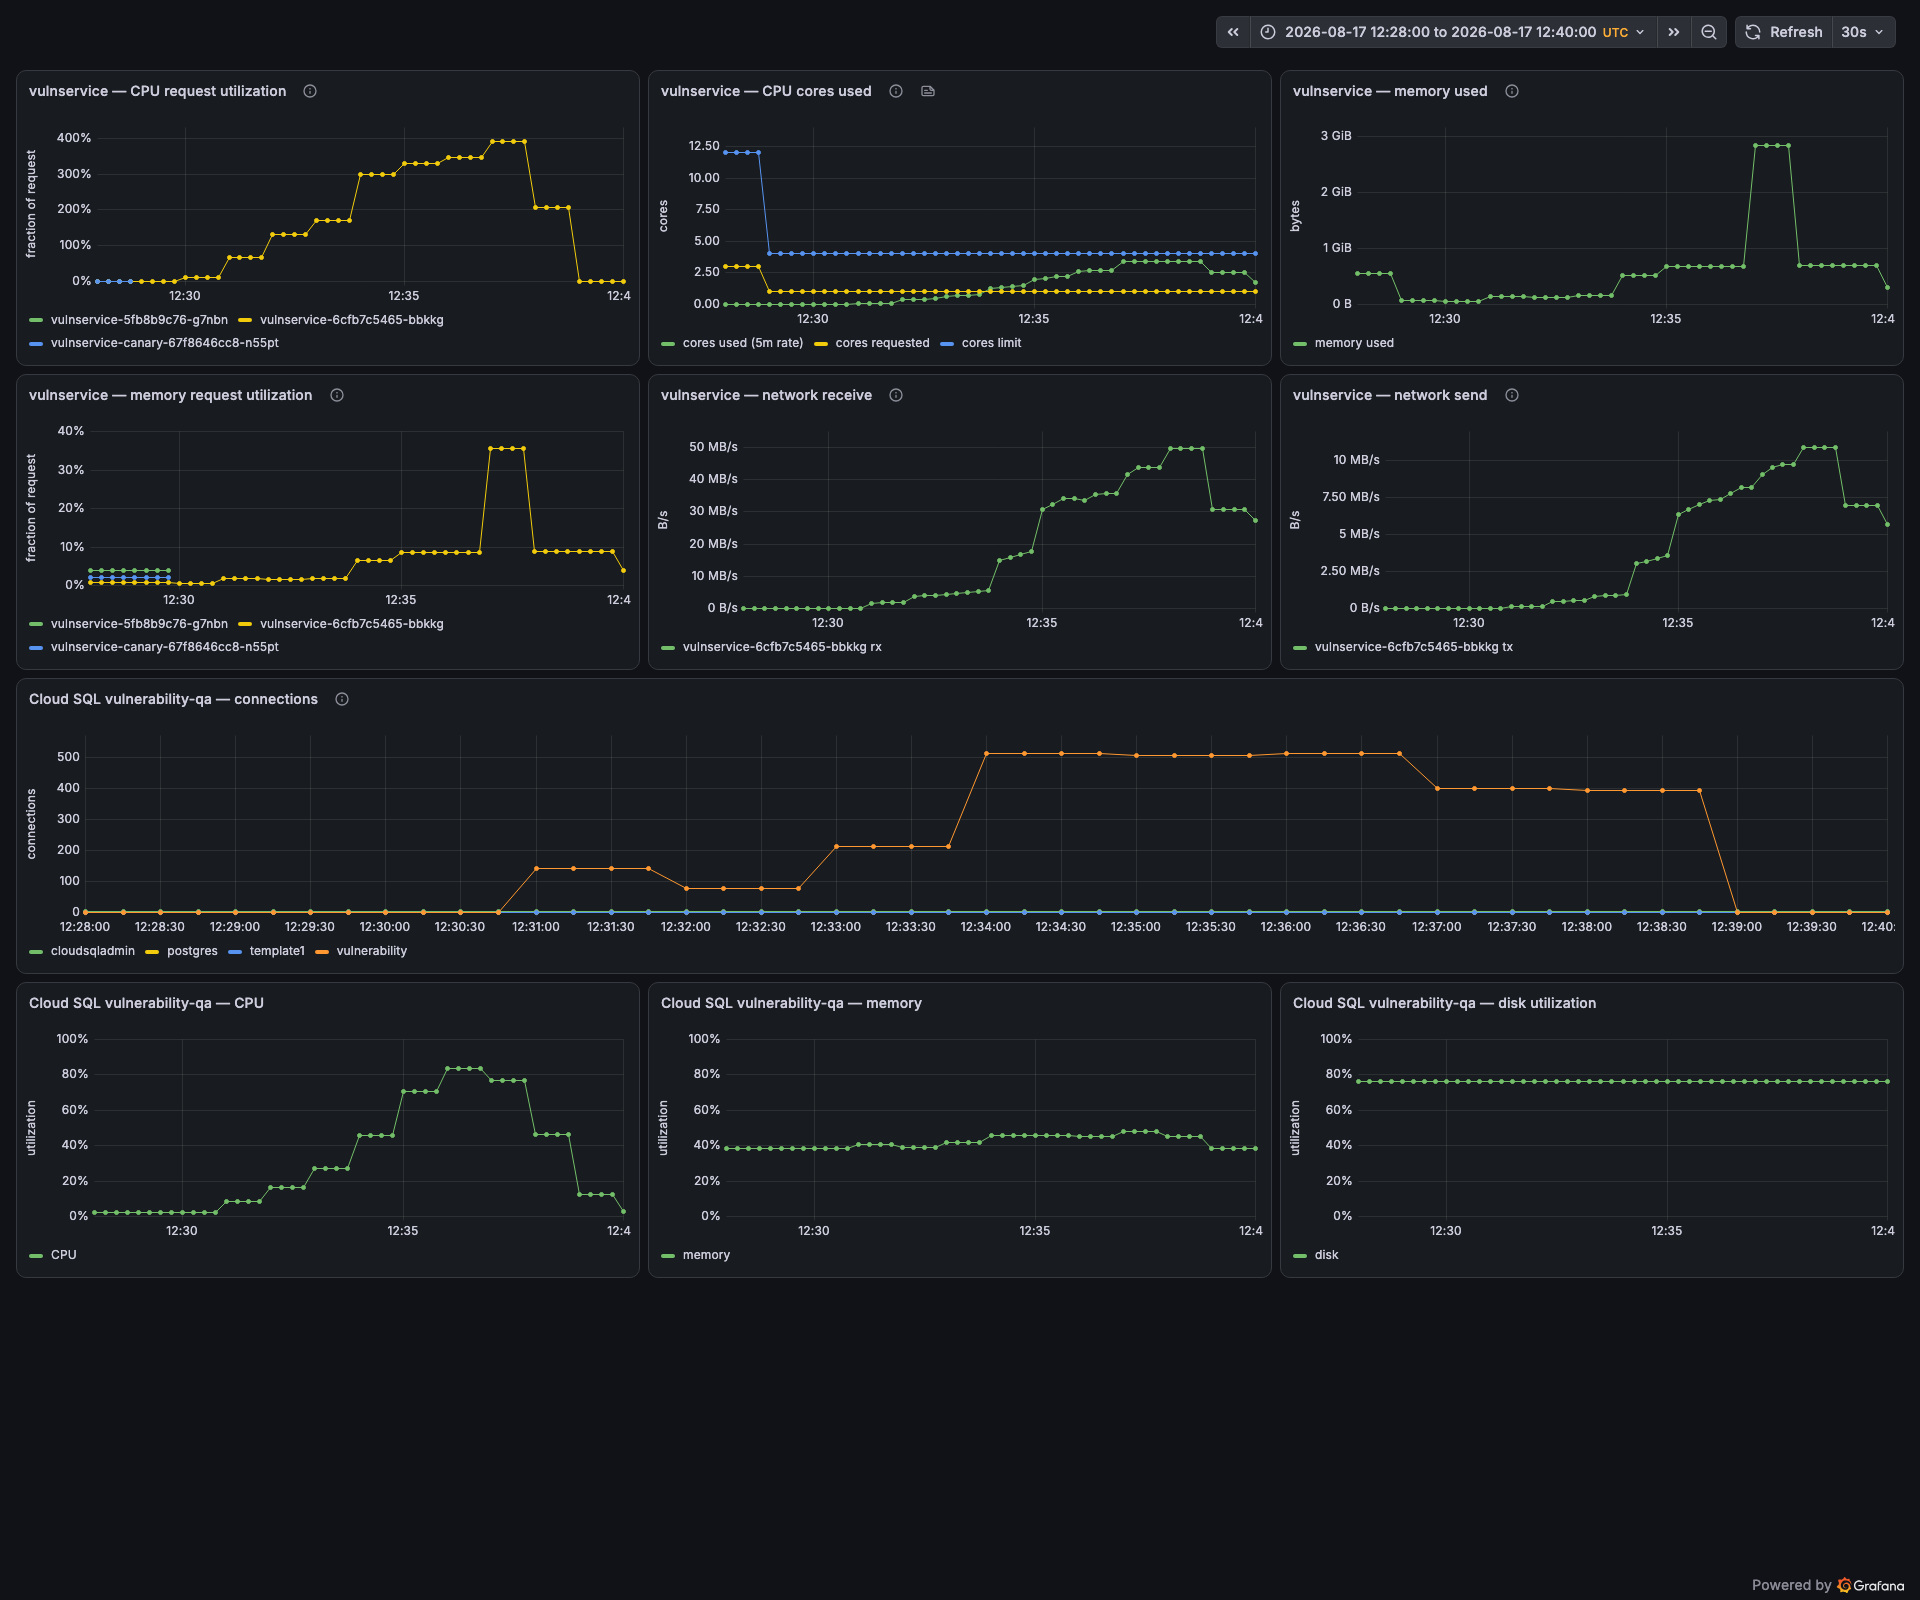 2026-08-17 12:28:00 to 2026-08-17 12:40:00 UTC
Refresh 30s
vulnservice — CPU request utilization
fraction of request
400%
300%
200%
100%
0%
12:30 12:35 12:4
vulnservice-5fb8b9c76-g7nbn vulnservice-6cfb7c5465-bbkkg
vulnservice-canary-67f8646cc8-n55pt
vulnservice — CPU cores used
cores
12.50
10.00
7.50
5.00
2.50
0.00
12:30 12:35 12:4
cores used (5m rate) cores requested cores limit
vulnservice — memory used
bytes
3 GiB
2 GiB
1 GiB
0 B
12:30 12:35 12:4
memory used
vulnservice — memory request utilization
fraction of request
40%
30%
20%
10%
0%
12:30 12:35 12:4
vulnservice-5fb8b9c76-g7nbn vulnservice-6cfb7c5465-bbkkg
vulnservice-canary-67f8646cc8-n55pt
vulnservice — network receive
B/s
50 MB/s
40 MB/s
30 MB/s
20 MB/s
10 MB/s
0 B/s
12:30 12:35 12:4
vulnservice-6cfb7c5465-bbkkg rx
vulnservice — network send
B/s
10 MB/s
7.50 MB/s
5 MB/s
2.50 MB/s
0 B/s
12:30 12:35 12:4
vulnservice-6cfb7c5465-bbkkg tx
Cloud SQL vulnerability-qa — connections
connections
500
400
300
200
100
0
12:28:00 12:28:30 12:29:00 12:29:30 12:30:00 12:30:30 12:31:00 12:31:30 12:32:00 12:32:30 12:33:00 12:33:30 12:34:00 12:34:30 12:35:00 12:35:30 12:36:00 12:36:30 12:37:00 12:37:30 12:38:00 12:38:30 12:39:00 12:39:30 12:40:
cloudsqladmin postgres template1 vulnerability
Cloud SQL vulnerability-qa — CPU
utilization
100%
80%
60%
40%
20%
0%
12:30 12:35 12:4
CPU
Cloud SQL vulnerability-qa — memory
utilization
100%
80%
60%
40%
20%
0%
12:30 12:35 12:4
memory
Cloud SQL vulnerability-qa — disk utilization
utilization
100%
80%
60%
40%
20%
0%
12:30 12:35 12:4
disk
Powered by Grafana